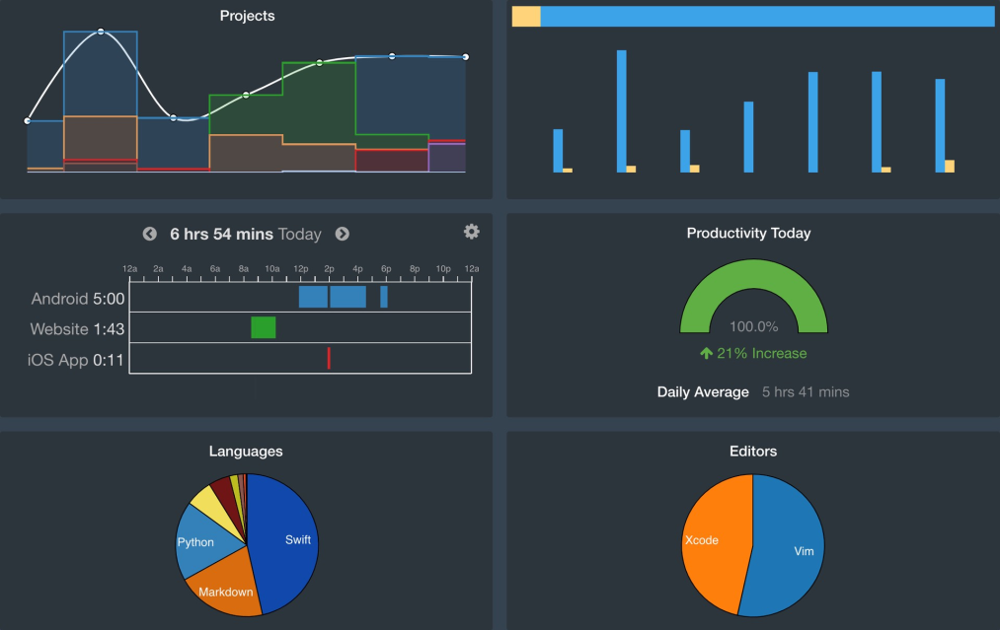 Projects
6 hrs 54 mins Today
12a 2a 4a 6a 8a 10a 12p 2p 4p 6p 8p 10p 12a
Android 5:00
Website 1:43
iOS App 0:11
Productivity Today
100.0%
21% Increase
Daily Average 5 hrs 41 mins
Languages
Python
Swift
Markdown
Editors
Xcode
Vim